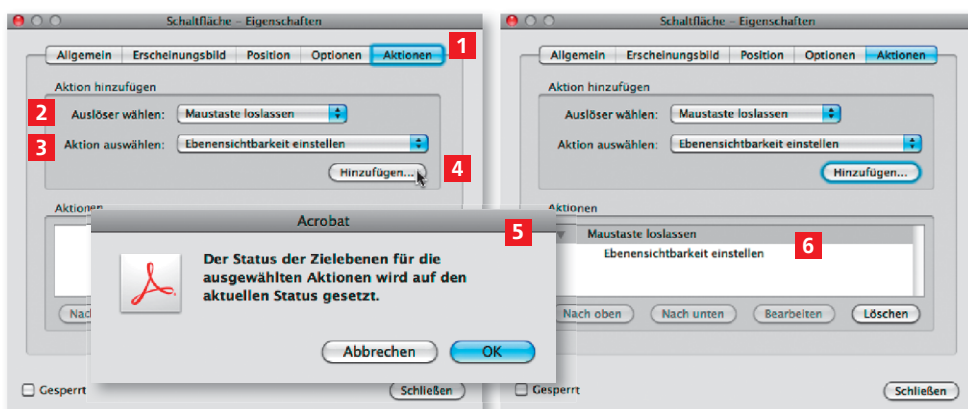 Schaltfläche – Eigenschaften
Allgemein Erscheinungsbild Position Optionen Aktionen 1
Aktion hinzufügen
2 Auslöser wählen: Maustaste loslassen
3 Aktion auswählen: Ebenensichtbarkeit einstellen
Hinzufügen... 4
Aktionen
Acrobat
5
Der Status der Zielebenen für die
ausgewählten Aktionen wird auf den
aktuellen Status gesetzt.
Abbrechen OK
Gesperrt Schließen
Schaltfläche – Eigenschaften
Allgemein Erscheinungsbild Position Optionen Aktionen
Aktion hinzufügen
Auslöser wählen: Maustaste loslassen
Aktion auswählen: Ebenensichtbarkeit einstellen
Hinzufügen...
Aktionen
Maustaste loslassen
Ebenensichtbarkeit einstellen 6
Nach oben Nach unten Bearbeiten Löschen
Gesperrt Schließen